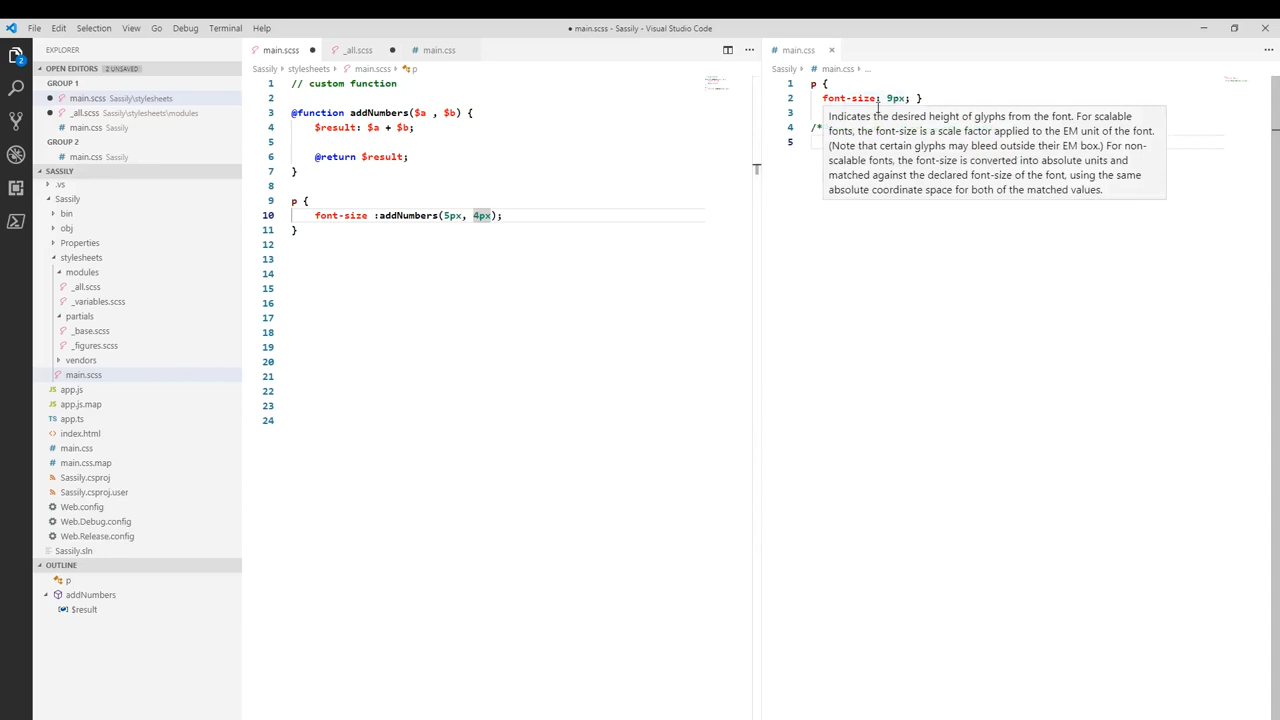 File Edit Selection View Go Debug Terminal Help
● main.scss - Sassily - Visual Studio Code
EXPLORER
OPEN EDITORS 2 UNSAVED
GROUP 1
main.scss Sassily\stylesheets
_all.scss Sassily\stylesheets\modules
main.css Sassily
GROUP 2
main.css Sassily
SASSILY
.vs
Sassily
bin
obj
Properties
stylesheets
modules
_all.scss
_variables.scss
partials
_base.scss
_figures.scss
vendors
main.scss
app.js
app.js.map
app.ts
index.html
main.css
main.css.map
Sassily.csproj
Sassily.csproj.user
Web.config
Web.Debug.config
Web.Release.config
Sassily.sln
OUTLINE
p
addNumbers
$result
2
main.scss
_all.scss
main.css
Sassily stylesheets main.scss p
1 // custom function
2
3 @function addNumbers($a , $b) {
4 $result: $a + $b;
5
6 @return $result;
7 }
8
9 p {
10 font-size :addNumbers(5px, 4px);
11 }
12
13
14
15
16
17
18
19
20
21
22
23
24
main.css
Sassily main.css ...
1 p {
2 font-size: 9px; }
3
4 /*
5
Indicates the desired height of glyphs from the font. For scalable
fonts, the font-size is a scale factor applied to the EM unit of the font.
(Note that certain glyphs may bleed outside their EM box.) For non-
scalable fonts, the font-size is converted into absolute units and
matched against the declared font-size of the font, using the same
absolute coordinate space for both of the matched values.